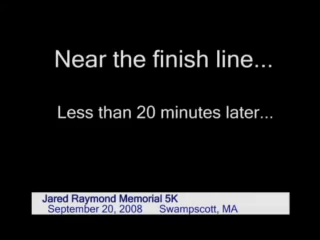 Near the finish line...
Less than 20 minutes later...
Jared Raymond Memorial 5K
September 20, 2008 Swampscott, MA